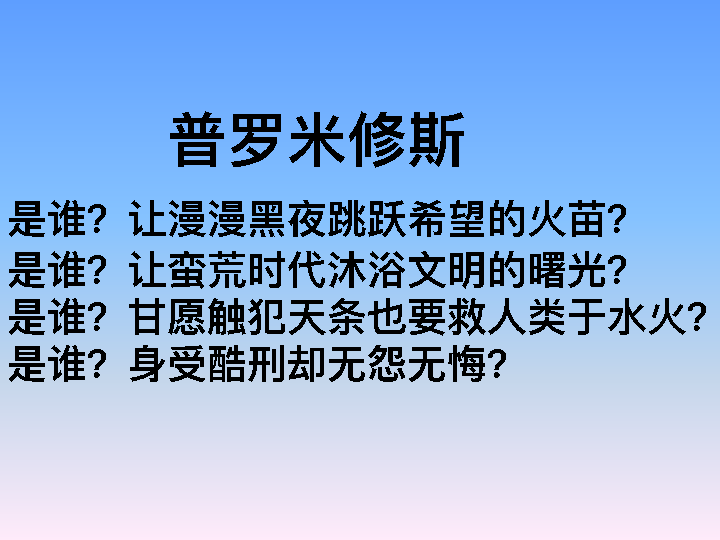 普罗米修斯
是谁? 让漫漫黑夜跳跃希望的火苗?
是谁? 让蛮荒时代沐浴文明的曙光?
是谁? 甘愿触犯天条也要救人类于水火?
是谁? 身受酷刑却无怨无悔?